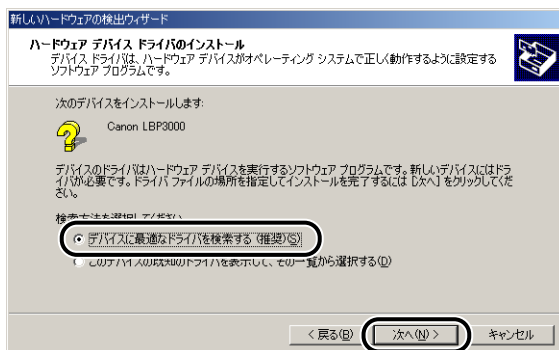 新しいハードウェアの検出ウィザード
ハードウェア デバイス ドライバのインストール
デバイス ドライバは、ハードウェア デバイスがオペレーティング システムで正しく動作するように設定する
ソフトウェア プログラムです。
次のデバイスをインストールします:
Canon LBP3000
デバイスのドライバはハードウェア デバイスを実行するソフトウェア プログラムです。新しいデバイスにはドラ
イバが必要です。ドライバ ファイルの場所を指定してインストールを完了するには [次へ] をクリックしてくだ
さい。
検索方法を選択してください。
デバイスに最適なドライバを検索する (推奨)(S)
このデバイスの既知のドライバを表示して、その一覧から選択する(D)
< 戻る(B)
次へ(N) >
キャンセル